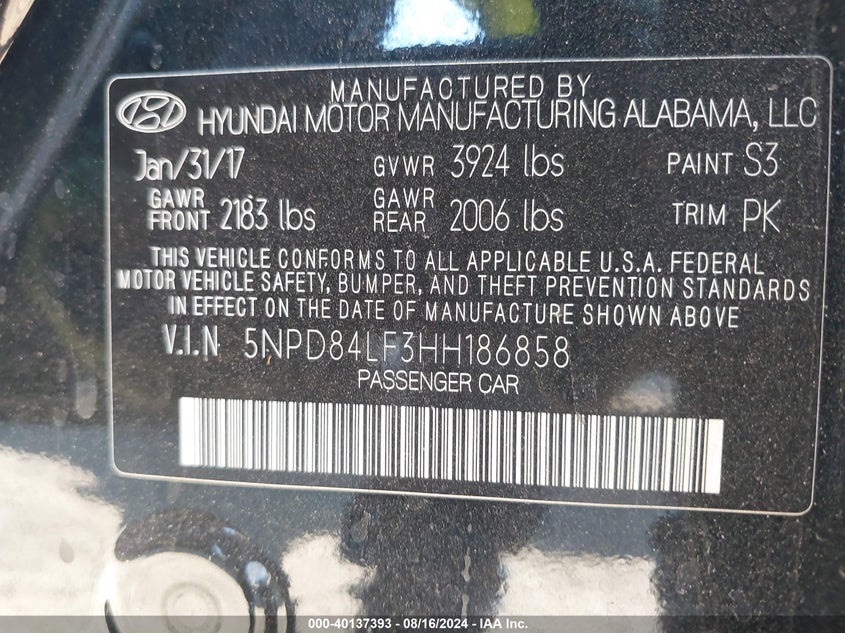 MANUFACTURED BY
HYUNDAI MOTOR MANUFACTURING ALABAMA, LLC
Jan/31/17 GVWR 3924 lbs PAINT S3
GAWR FRONT 2183 lbs GAWR REAR 2006 lbs TRIM PK
THIS VEHICLE CONFORMS TO ALL APPLICABLE U.S.A. FEDERAL
MOTOR VEHICLE SAFETY, BUMPER, AND THEFT PREVENTION STANDARDS
IN EFFECT ON THE DATE OF MANUFACTURE SHOWN ABOVE
V.I.N 5NPD84LF3HH186858
PASSENGER CAR
000-40137393 - 08/16/2024 - IAA Inc.